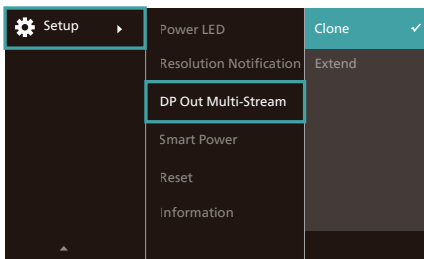 Setup
Power LED
Resolution Notification
DP Out Multi-Stream
Smart Power
Reset
Information
Clone
Extend